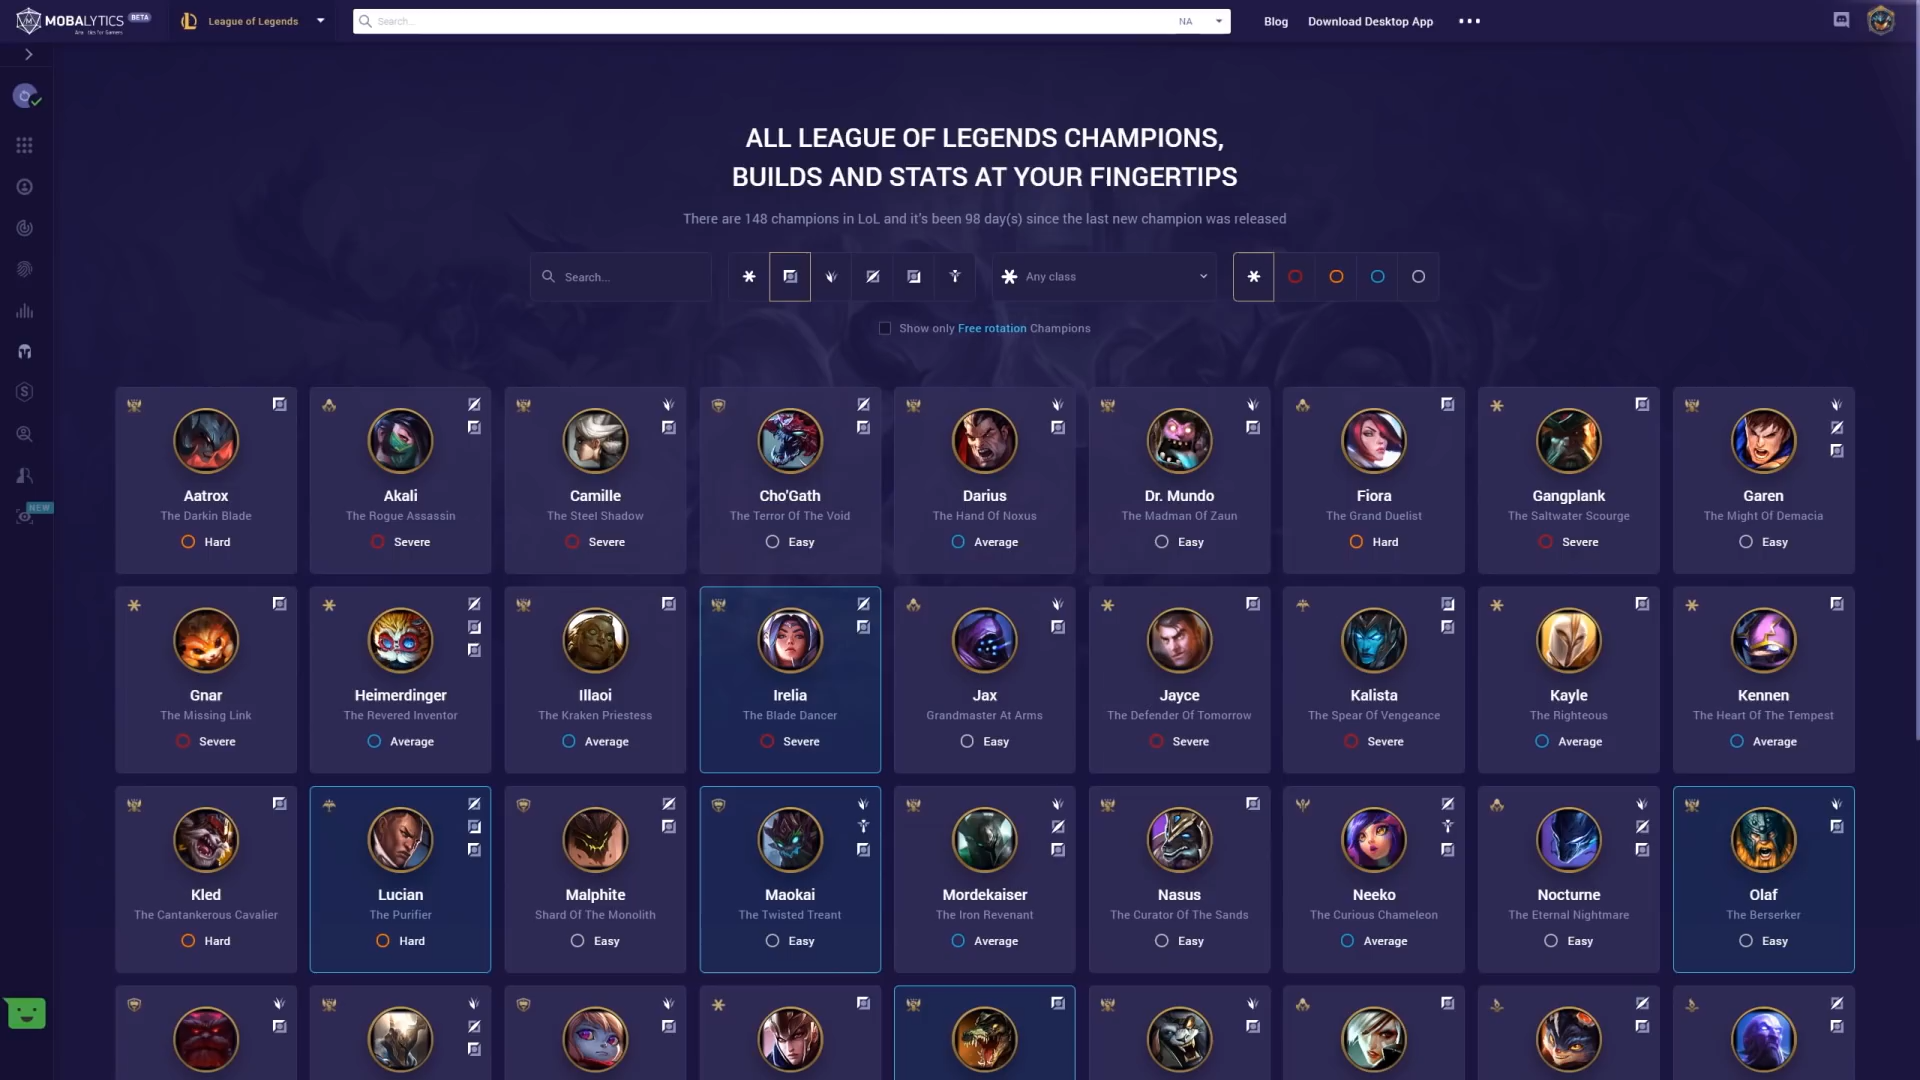 MOBALYTICS BETA
League of Legends
Search...
NA
Blog
Download Desktop App
NEW
ALL LEAGUE OF LEGENDS CHAMPIONS,
BUILDS AND STATS AT YOUR FINGERTIPS
There are 148 champions in LoL and it's been 98 day(s) since the last new champion was released
Search...
Any class
Show only Free rotation Champions
Aatrox
The Darkin Blade
Hard
Akali
The Rogue Assassin
Severe
Camille
The Steel Shadow
Severe
Cho'Gath
The Terror Of The Void
Easy
Darius
The Hand Of Noxus
Average
Dr. Mundo
The Madman Of Zaun
Easy
Fiora
The Grand Duelist
Hard
Gangplank
The Saltwater Scourge
Severe
Garen
The Might Of Demacia
Easy
Gnar
The Missing Link
Severe
Heimerdinger
The Revered Inventor
Average
Illaoi
The Kraken Priestess
Average
Irelia
The Blade Dancer
Severe
Jax
Grandmaster At Arms
Easy
Jayce
The Defender Of Tomorrow
Severe
Kalista
The Spear Of Vengeance
Severe
Kayle
The Righteous
Average
Kennen
The Heart Of The Tempest
Average
Kled
The Cantankerous Cavalier
Hard
Lucian
The Purifier
Hard
Malphite
Shard Of The Monolith
Easy
Maokai
The Twisted Treant
Easy
Mordekaiser
The Iron Revenant
Average
Nasus
The Curator Of The Sands
Easy
Neeko
The Curious Chameleon
Average
Nocturne
The Eternal Nightmare
Easy
Olaf
The Berserker
Easy